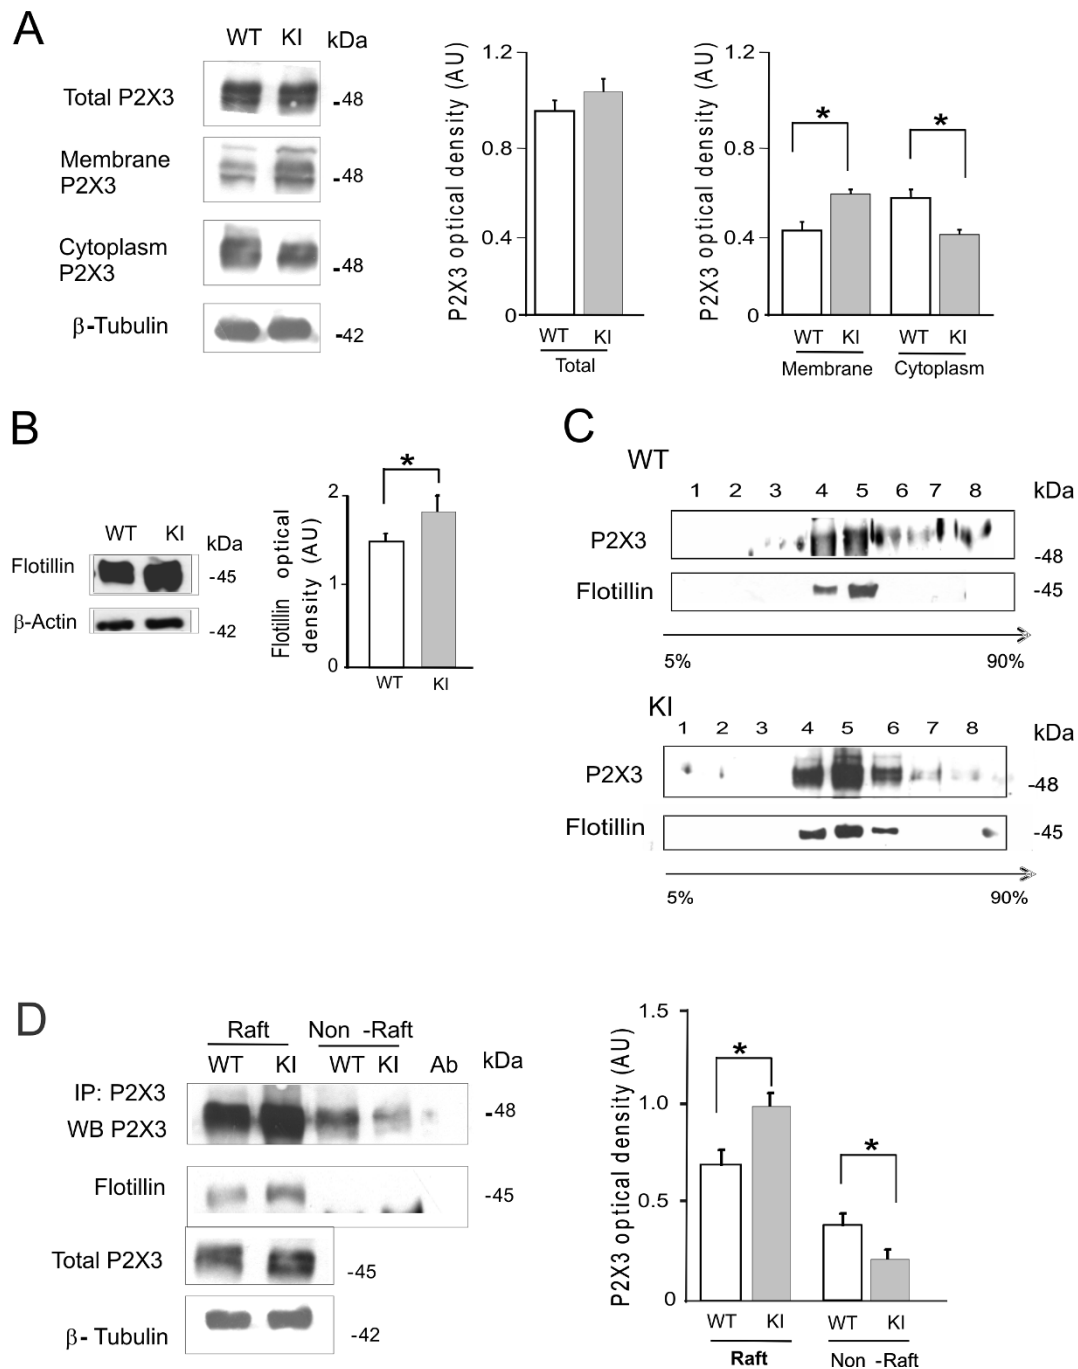 A
WT KI kDa
Total P2X3
-48
Membrane
P2X3
-48
Cytoplasm
P2X3
-48
β-Tubulin
-42
P2X3 optical density (AU)
1.2
0.8
0.4
0
WT KI
Total
P2X3 optical density (AU)
1.2
0.8
0.4
0
*
*
WT KI WT KI
Membrane Cytoplasm
B
WT KI
kDa
Flotillin
-45
β-Actin
-42
Flotillin optical
density (AU)
2
1
0
*
WT KI
C
WT
1 2 3 4 5 6 7 8 kDa
P2X3
-48
Flotillin
-45
5% 90%
KI
1 2 3 4 5 6 7 8 kDa
P2X3
-48
Flotillin
-45
5% 90%
D
Raft Non -Raft
WT KI WT KI Ab kDa
IP: P2X3
WB P2X3
-48
Flotillin
-45
Total P2X3
-45
β- Tubulin
-42
P2X3 optical density (AU)
1.5
1.0
0.5
0
*
*
WT KI WT KI
Raft Non -Raft